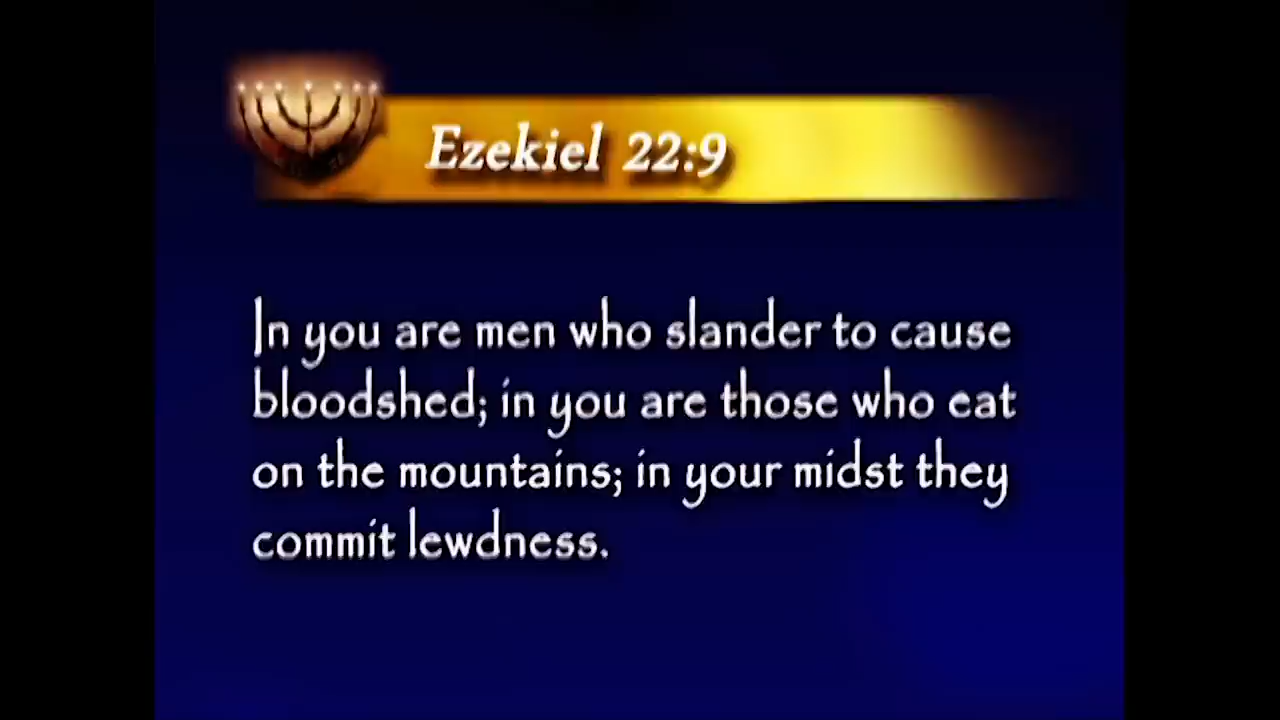 Ezekiel 22:9
In you are men who slander to cause
bloodshed; in you are those who eat
on the mountains; in your midst they
commit lewdness.